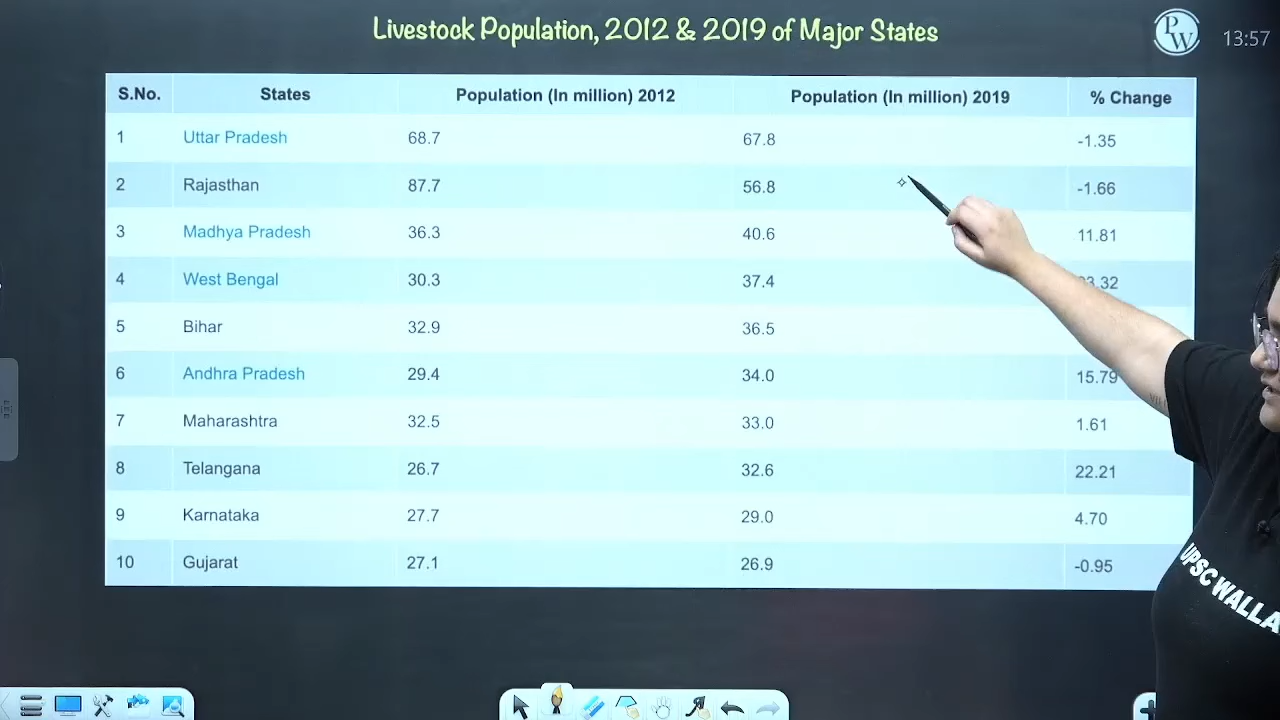 Livestock Population, 2012 & 2019 of Major States
PW
13:57
S.No. States Population (In million) 2012 Population (In million) 2019 % Change
1 Uttar Pradesh 68.7 67.8 -1.35
2 Rajasthan 87.7 56.8 -1.66
3 Madhya Pradesh 36.3 40.6 11.81
4 West Bengal 30.3 37.4 3.32
5 Bihar 32.9 36.5
6 Andhra Pradesh 29.4 34.0 15.79
7 Maharashtra 32.5 33.0 1.61
8 Telangana 26.7 32.6 22.21
9 Karnataka 27.7 29.0 4.70
10 Gujarat 27.1 26.9 -0.95
UPSC WALLA